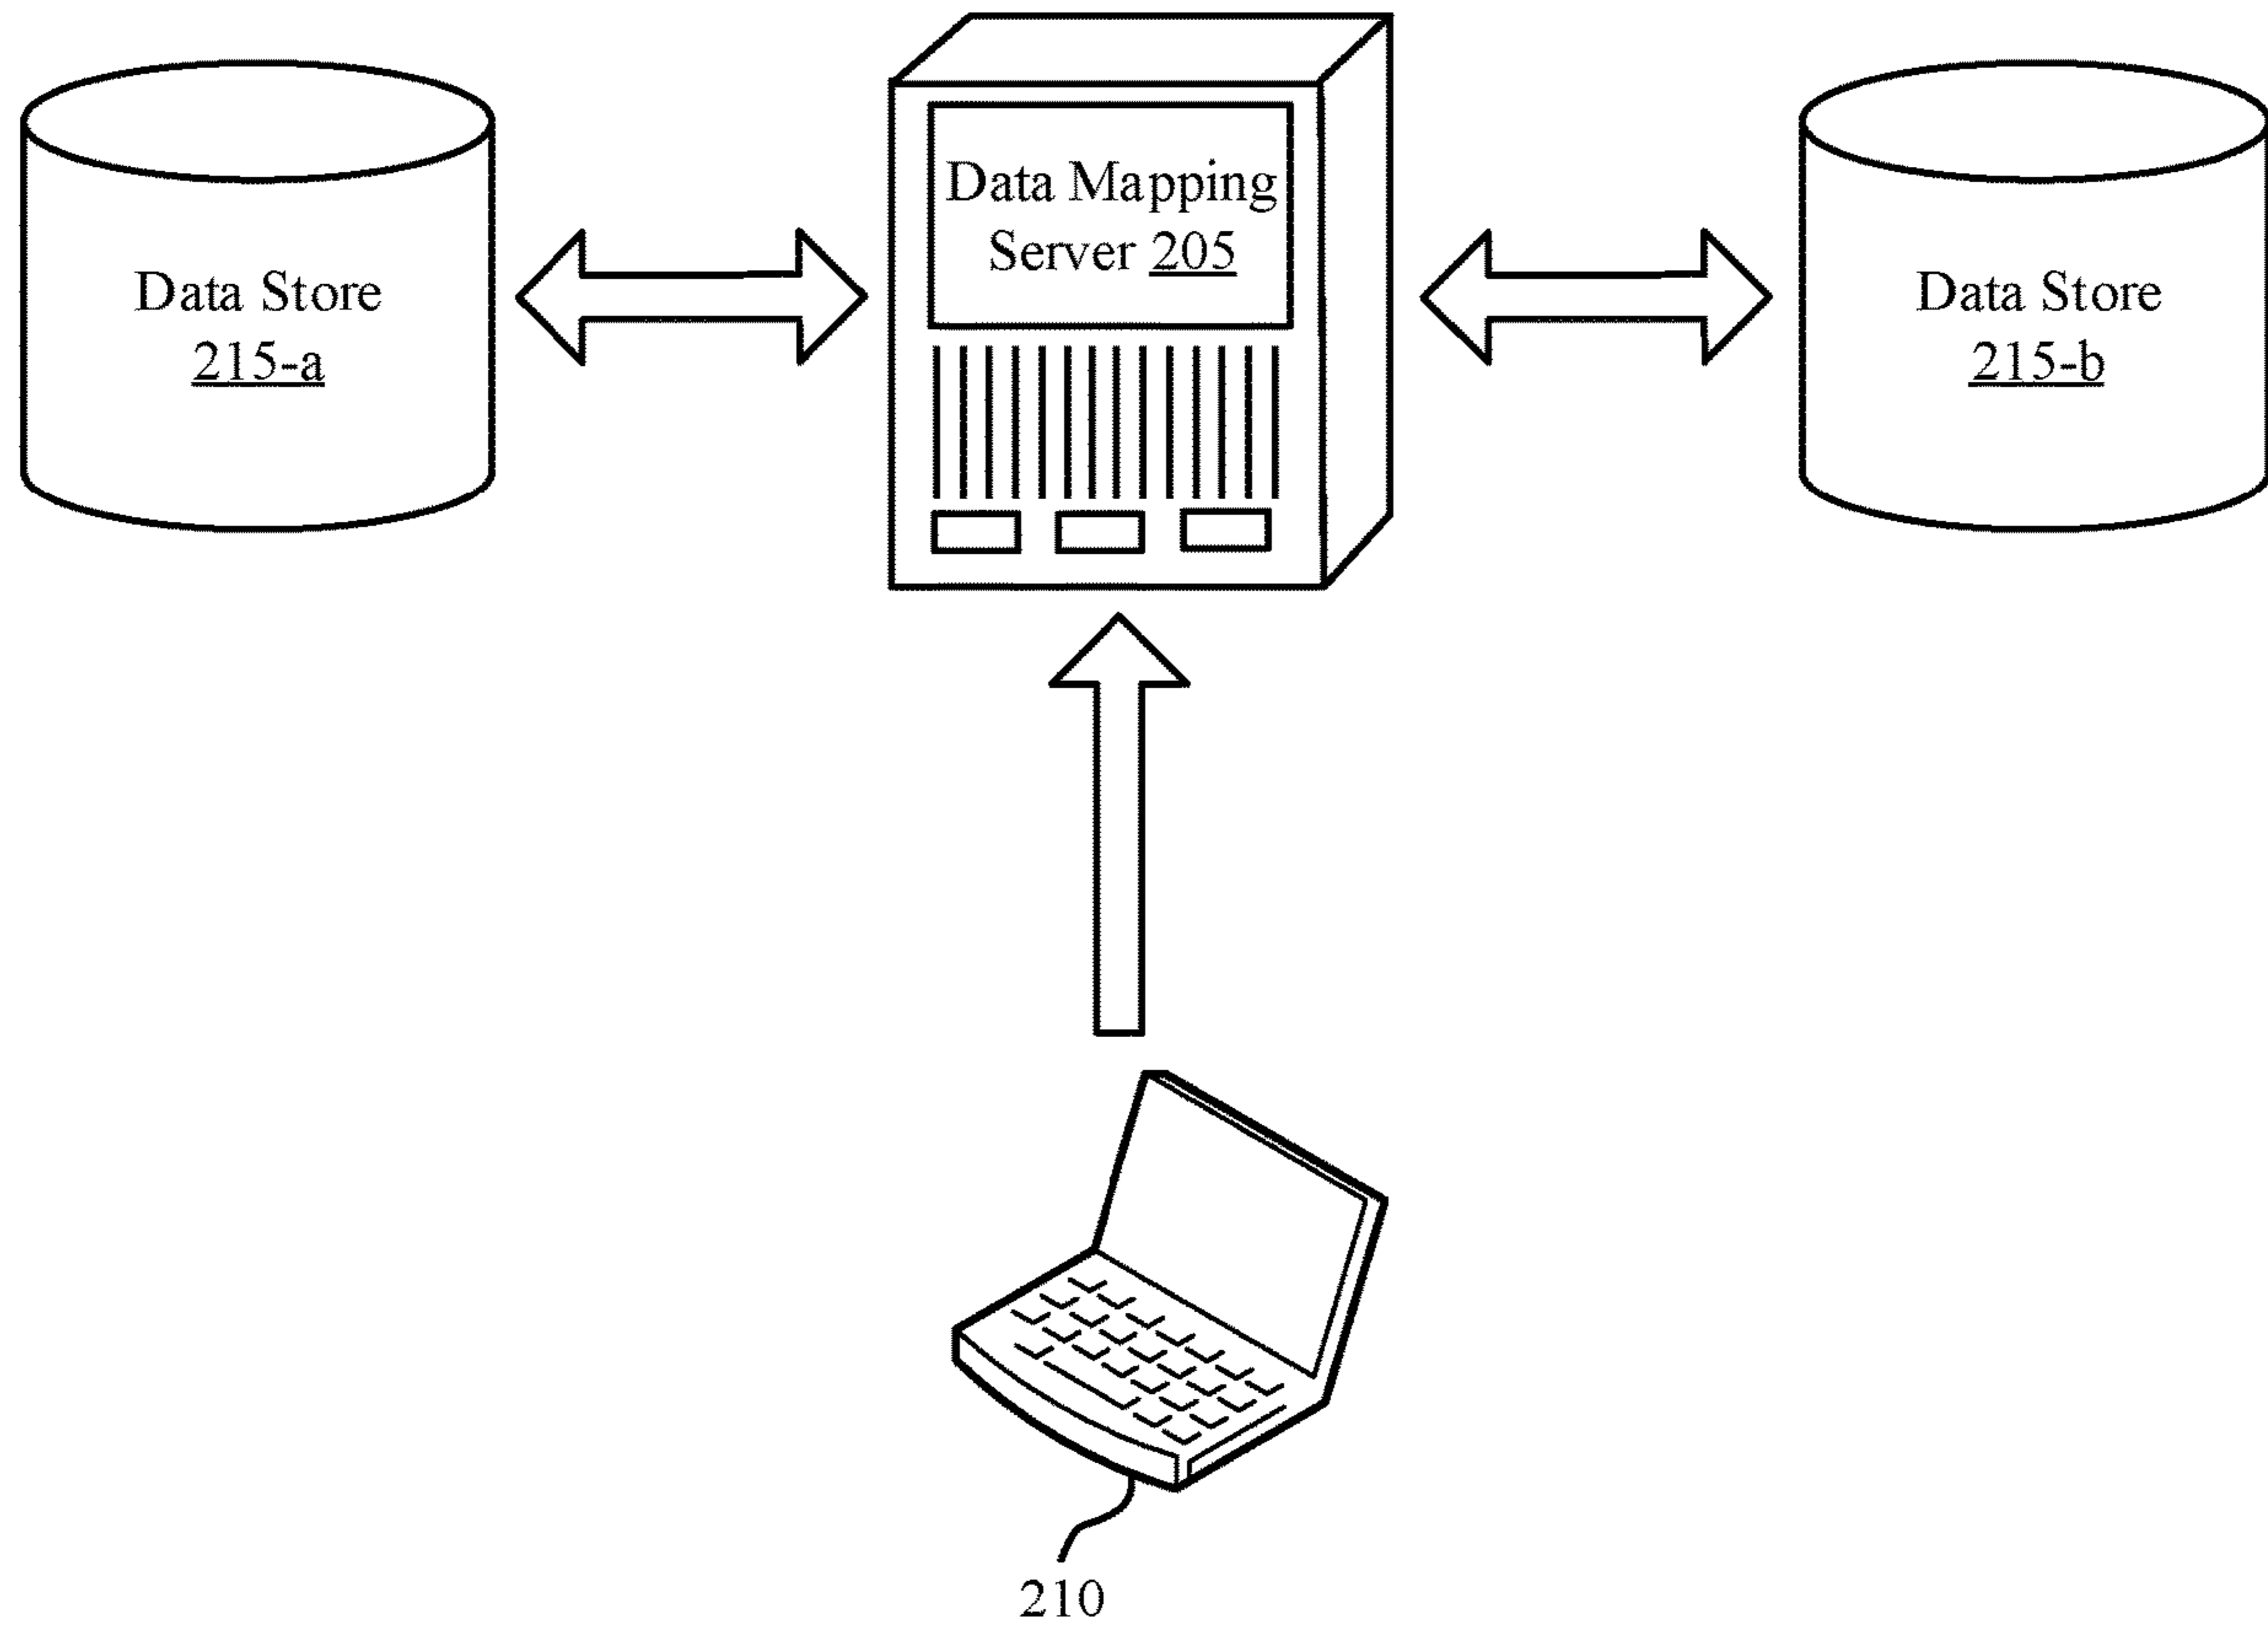 Data Store
215-a
Data Mapping
Server 205
Data Store
215-b
210